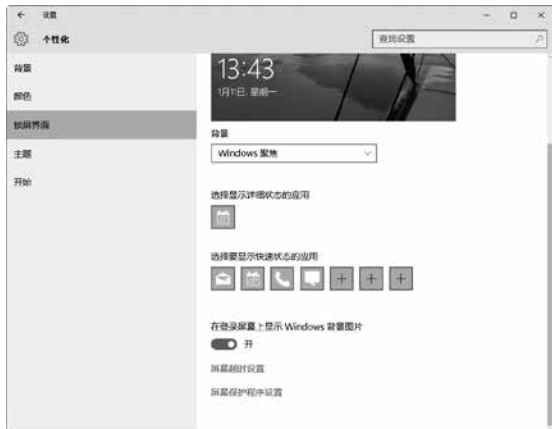 设置
个性化
查找设置
背景
颜色
锁屏界面
主题
开始
13:43
1月11日, 星期一
背景
Windows 聚焦
选择显示详细状态的应用
选择要显示快速状态的应用
在登录屏幕上显示 Windows 背景图片
开
屏幕超时设置
屏幕保护程序设置